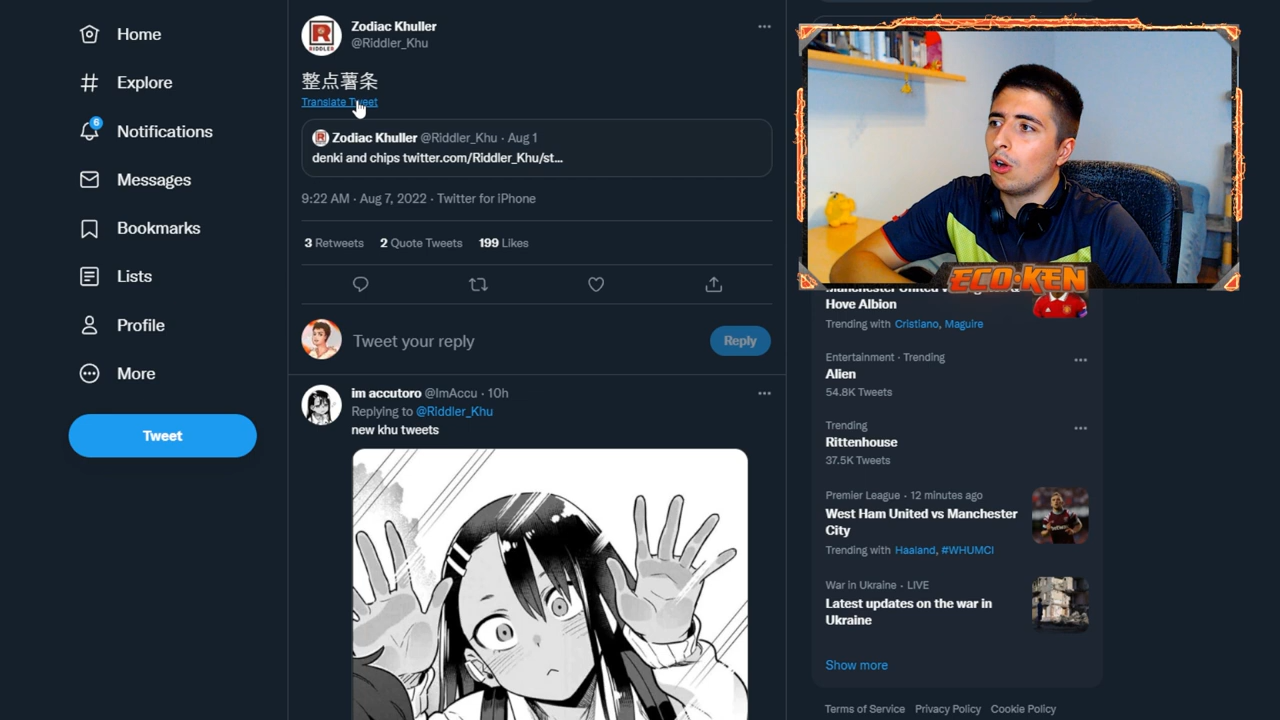 Home
Explore
6
Notifications
Messages
Bookmarks
Lists
Profile
More
Tweet
RIDDLER
Zodiac Khuller
@Riddler_Khu
整点薯条
Translate Tweet
Zodiac Khuller @Riddler_Khu · Aug 1
denki and chips twitter.com/Riddler_Khu/st...
9:22 AM · Aug 7, 2022 · Twitter for iPhone
3 Retweets 2 Quote Tweets 199 Likes
Tweet your reply
Reply
im accutoro @ImAccu · 10h
Replying to @Riddler_Khu
new khu tweets
ECO·KEN
Hove Albion
Trending with Cristiano, Maguire
Entertainment · Trending
Alien
54.8K Tweets
Trending
Rittenhouse
37.5K Tweets
Premier League · 12 minutes ago
West Ham United vs Manchester
City
Trending with Haaland, #WHUMCI
War in Ukraine · LIVE
Latest updates on the war in
Ukraine
Show more
Terms of Service Privacy Policy Cookie Policy